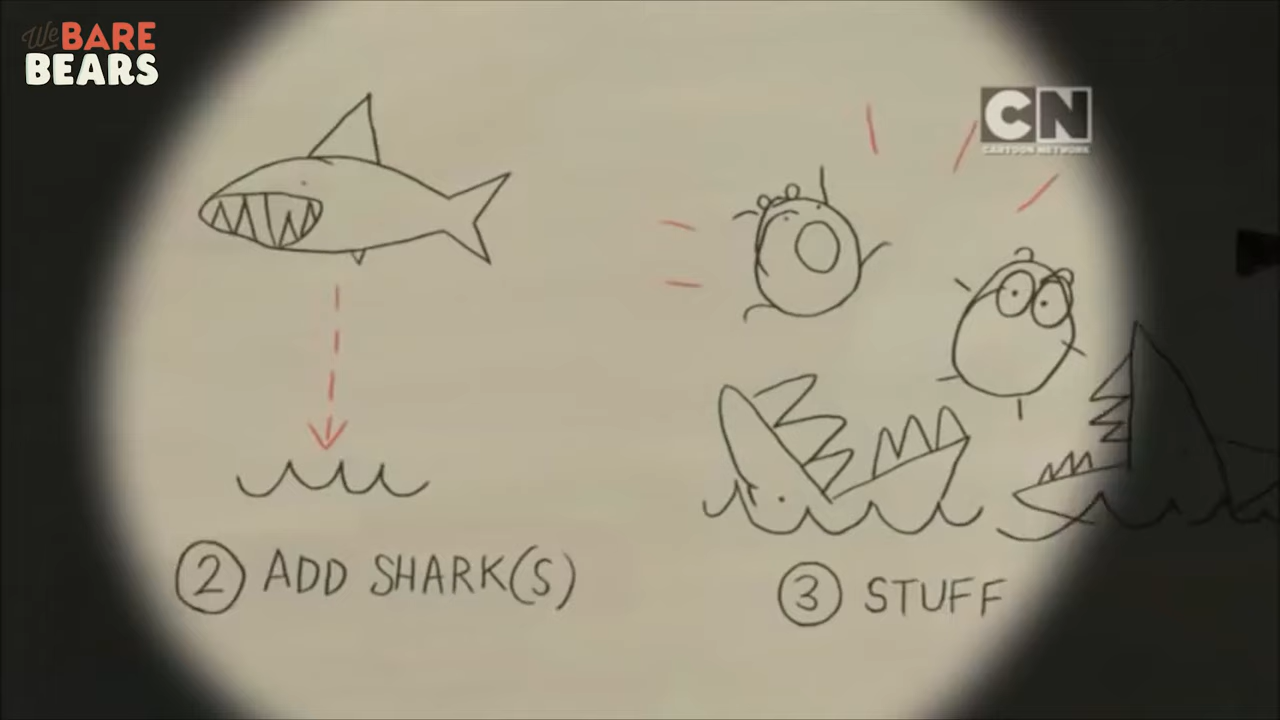 We BARE
BEARS
CN
CARTOON NETWORK
② ADD SHARK(S)
③ STUFF